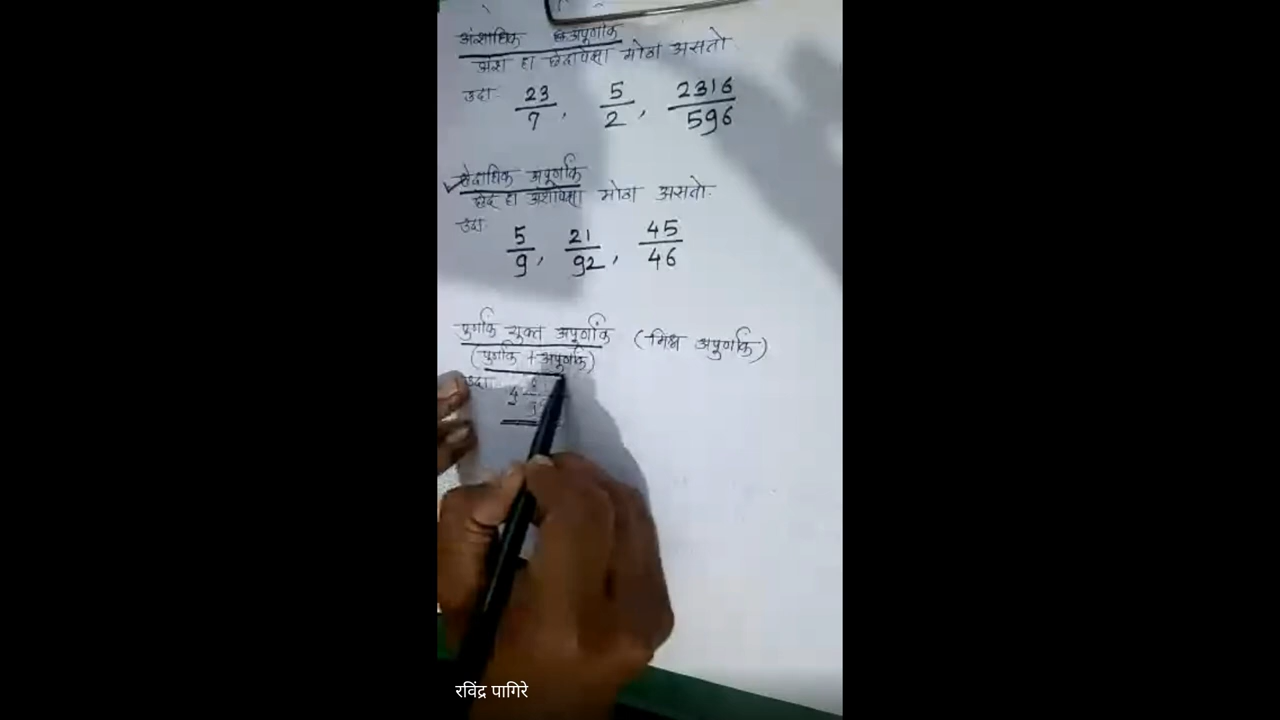 अंशाधिक अपूर्णांक
अंश हा छेदापेक्षा मोठा असतो.
उदा. 23/7, 5/2, 2316/596
छेदाधिक अपूर्णांक
छेद हा अंशापेक्षा मोठा असतो.
उदा. 5/9, 21/92, 45/46
पुर्णांक युक्त अपुर्णांक (मिश्र अपुर्णांक)
(पुर्णांक + अपूर्णांक)
उदा.
रविंद्र पागिरे